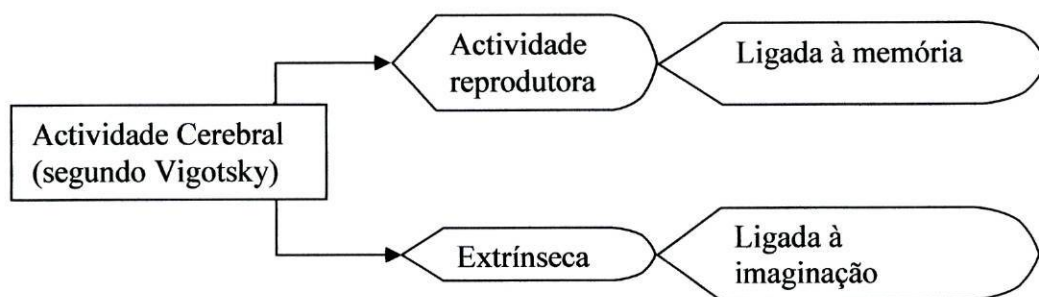 Actividade
reprodutora
Ligada à memória
Actividade Cerebral
(segundo Vigotsky)
Extrínseca
Ligada à
imaginação